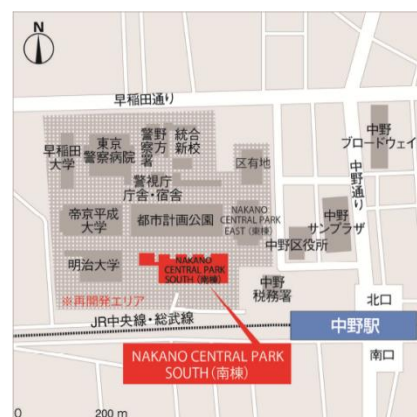 N
早稲田通り
早稲田
大学
東京
警察病院
警野
察方
署
統合
新校
区有地
中野
ブロードウェイ
中野通り
警視庁
庁舎・宿舎
帝京平成
大学
都市計画公園
NAKANO
CENTRAL PARK
EAST (東棟)
中野
サンプラザ
中野区役所
明治大学
NAKANO
CENTRAL PARK
SOUTH (南棟)
中野
税務署
※再開発エリア
北口
JR中央線・総武線
中野駅
NAKANO CENTRAL PARK
SOUTH (南棟)
南口
0 200 m